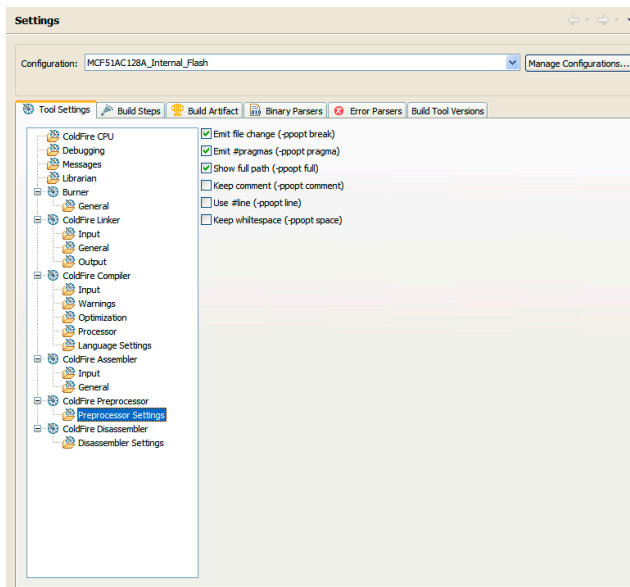 Settings
Configuration: MCF51AC128A_Internal_Flash Manage Configurations...
Tool Settings Build Steps Build Artifact Binary Parsers Error Parsers Build Tool Versions
ColdFire CPU
Debugging
Messages
Librarian
Burner
General
ColdFire Linker
Input
General
Output
ColdFire Compiler
Input
Warnings
Optimization
Processor
Language Settings
ColdFire Assembler
Input
General
ColdFire Preprocessor
Preprocessor Settings
ColdFire Disassembler
Disassembler Settings
Emit file change (-ppopt break)
Emit #pragmas (-ppopt pragma)
Show full path (-ppopt full)
Keep comment (-ppopt comment)
Use #line (-ppopt line)
Keep whiltespace (-ppopt space)